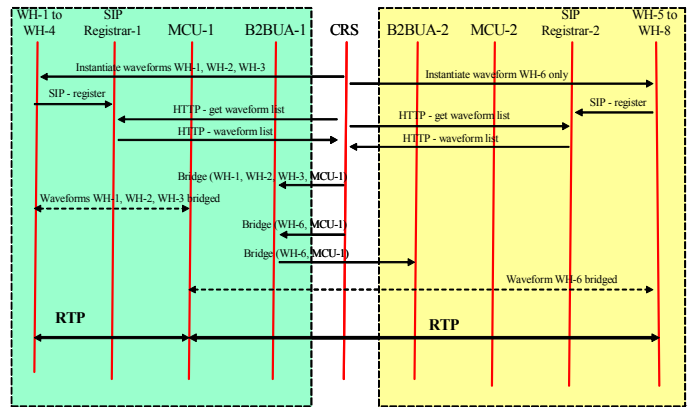 WH-1 to
WH-4
SIP
Registrar-1
MCU-1
B2BUA-1
CRS
B2BUA-2
MCU-2
SIP
Registrar-2
WH-5 to
WH-8
Instantiate waveforms WH-1, WH-2, WH-3
Instantiate waveform WH-6 only
SIP - register
SIP - register
HTTP - get waveform list
HTTP - get waveform list
HTTP - waveform list
HTTP - waveform list
Bridge (WH-1, WH-2, WH-3, MCU-1)
Waveforms WH-1, WH-2, WH-3 bridged
Bridge (WH-6, MCU-1)
Bridge (WH-6, MCU-1)
Waveform WH-6 bridged
RTP
RTP